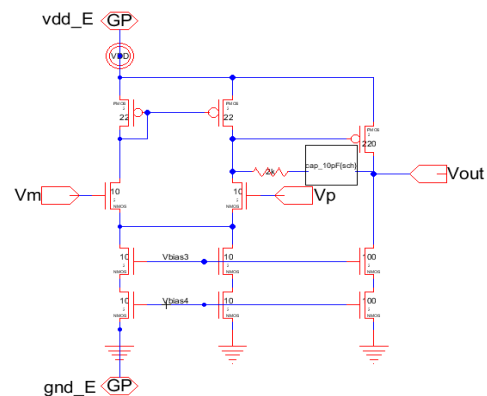 vdd_E GP
VDD
PMOS PMOS
22 22
PMOS
220
2k
cap_10pF{sch}
Vout
Vm
10
NMOS
10
NMOS
Vp
10
Vbias3
10
100
NMOS NMOS NMOS
10
Vbias4
10
100
NMOS NMOS NMOS
gnd_E GP